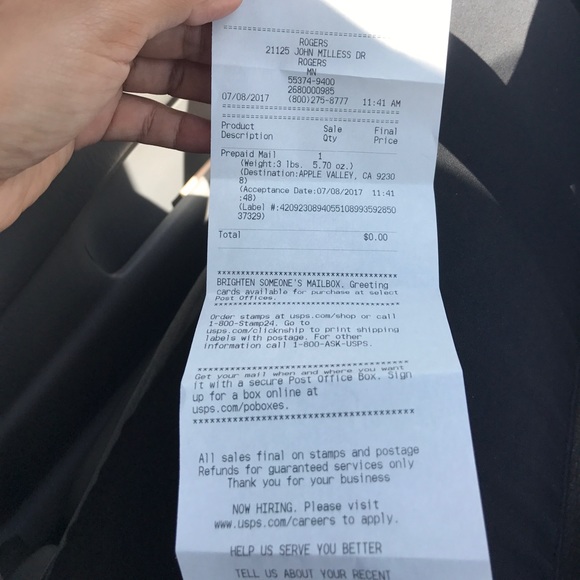 ==================================
ROGERS
21125 JOHN MILLESS DR
ROGERS
MN
55374-9400
2680000985
07/08/2017 (800)275-8777 11:41 AM
==================================
==================================
Product Sale Final
Description Qty Price
Prepaid Mail 1
(Weight:3 lbs. 5.70 oz.)
(Destination:APPLE VALLEY, CA 9230
8)
(Acceptance Date:07/08/2017 11:41
:48)
(Label #:420923089405510899359285​0
37329)
Total $0.00
BRIGHTEN SOMEONE'S MAILBOX. Greeting
cards available for purchase at select
Post Offices.
Order stamps at usps.com/shop or call
1-800-Stamp24. Go to
usps.com/clicknship to print shipping
labels with postage. For other
information call 1-800-ASK-USPS.
Get your mail when and where you want
it with a secure Post Office Box. Sign
up for a box online at
usps.com/poboxes.
All sales final on stamps and postage
Refunds for guaranteed services only
Thank you for your business
NOW HIRING. Please visit
www.usps.com/careers to apply.
HELP US SERVE YOU BETTER
TELL US ABOUT YOUR RECENT